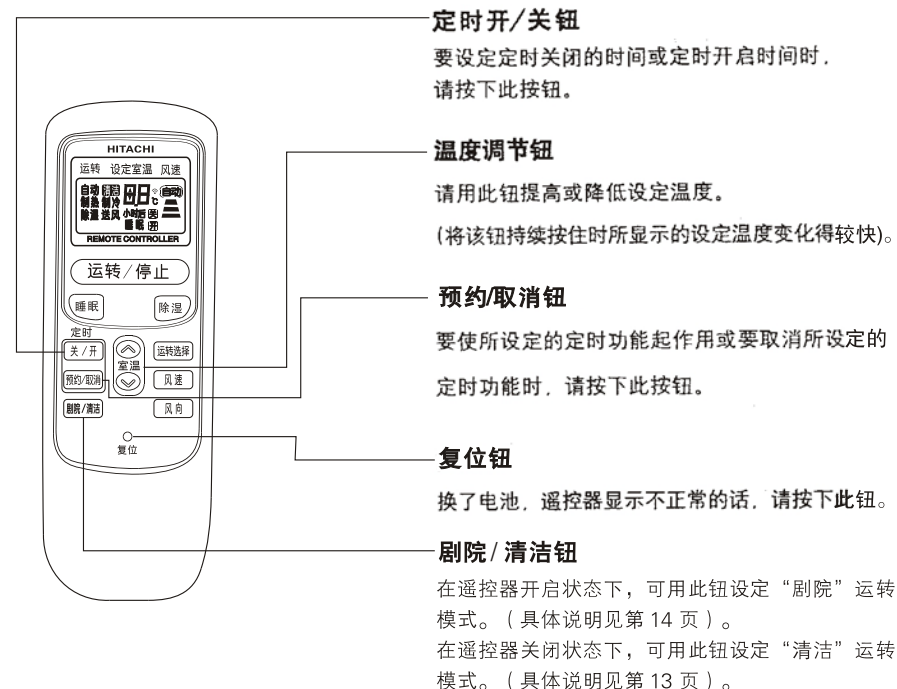 定时开/关钮
要设定定时关闭的时间或定时开启时间时，
请按下此按钮。
温度调节钮
请用此钮提高或降低设定温度。
(将该钮持续按住时所显示的设定温度变化得较快)。
预约/取消钮
要使所设定的定时功能起作用或要取消所设定的
定时功能时，请按下此按钮。
复位钮
换了电池，遥控器显示不正常的话，请按下此钮。
剧院/清洁钮
在遥控器开启状态下，可用此钮设定“剧院”运转
模式。（具体说明见第 14 页）。
在遥控器关闭状态下，可用此钮设定“清洁”运转
模式。（具体说明见第 13 页）。
HITACHI
运转 设定室温 风速
自动 清洁 ℃ 自动
制热 制冷
除湿 送风 小时后 关
睡眠 开
REMOTE CONTROLLER
运转/停止
睡眠 除湿
定时
关/开 室温 运转选择
预约/取消 风速
剧院/清洁 风向
复位